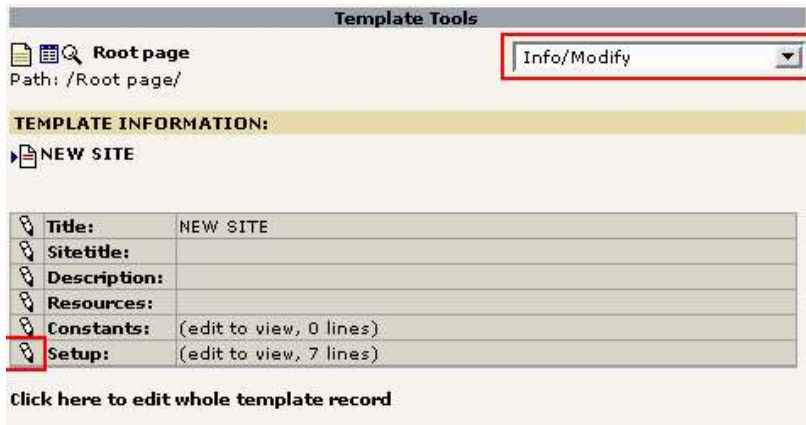 Template Tools
Root page
Info/Modify
Path: /Root page/
TEMPLATE INFORMATION:
NEW SITE
Title: NEW SITE
Sitetitle:
Description:
Resources:
Constants: (edit to view, 0 lines)
Setup: (edit to view, 7 lines)
Click here to edit whole template record